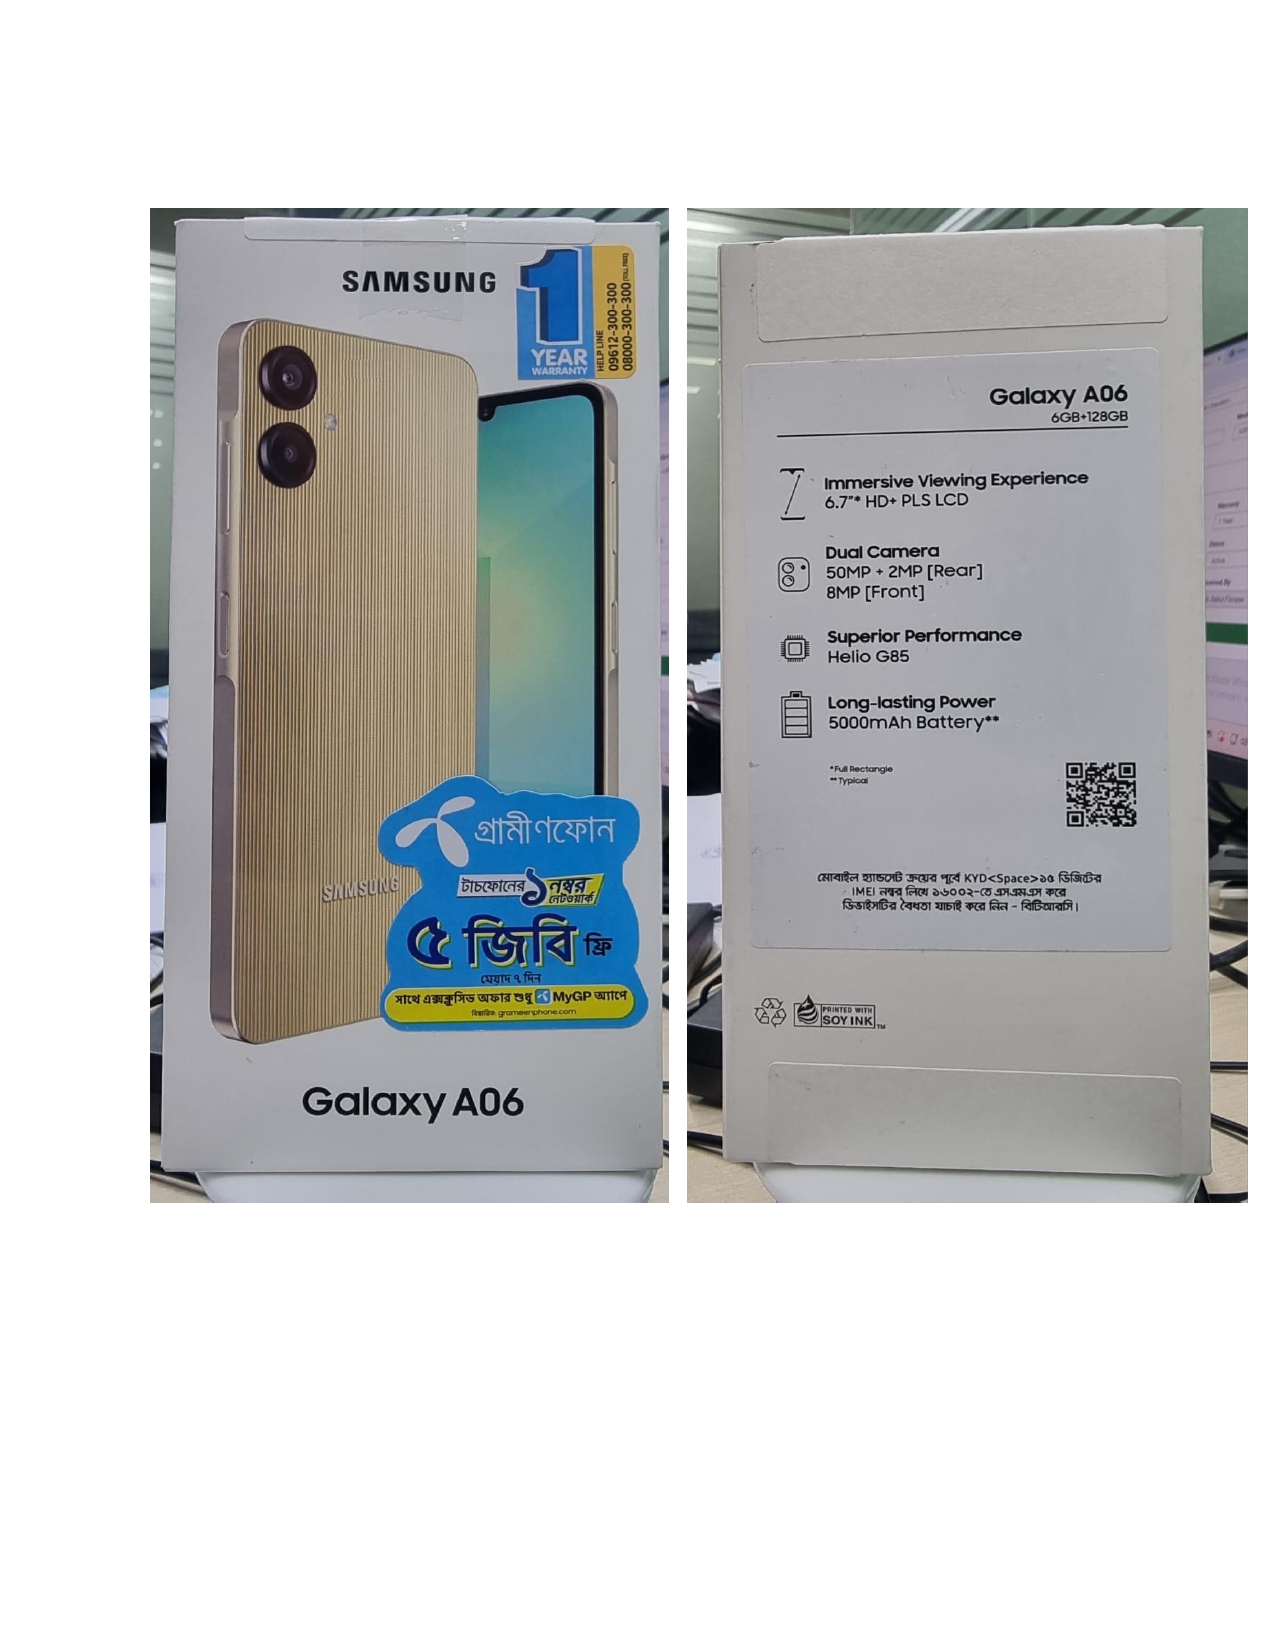 SAMSUNG
1
YEAR
WARRANTY
HELP LINE
09612-300-300
08000-300-300 (TOLL FREE)
SAMSUNG
গ্রামীণফোন
টাচফোনের ১ নম্বর
নেটওয়ার্ক
৫ জিবি ফ্রি
মেয়াদ ৭ দিন
সাথে এক্সক্লুসিভ অফার শুধু MyGP অ্যাপে
বিস্তারিত: grameenphone.com
Galaxy A06
Galaxy A06
6GB+128GB
Immersive Viewing Experience
6.7"* HD+ PLS LCD
Dual Camera
50MP + 2MP [Rear]
8MP [Front]
Superior Performance
Helio G85
Long-lasting Power
5000mAh Battery**
*Full Rectangle
**Typical
মোবাইল হ্যান্ডসেট ক্রয়ের পূর্বে KYD<Space>১৫ ডিজিটের
IMEI নম্বর লিখে ১৬০০২-তে এসএমএস করে
ডিভাইসটির বৈধতা যাচাই করে নিন - বিটিআরসি।
PRINTED WITH
SOY INK TM